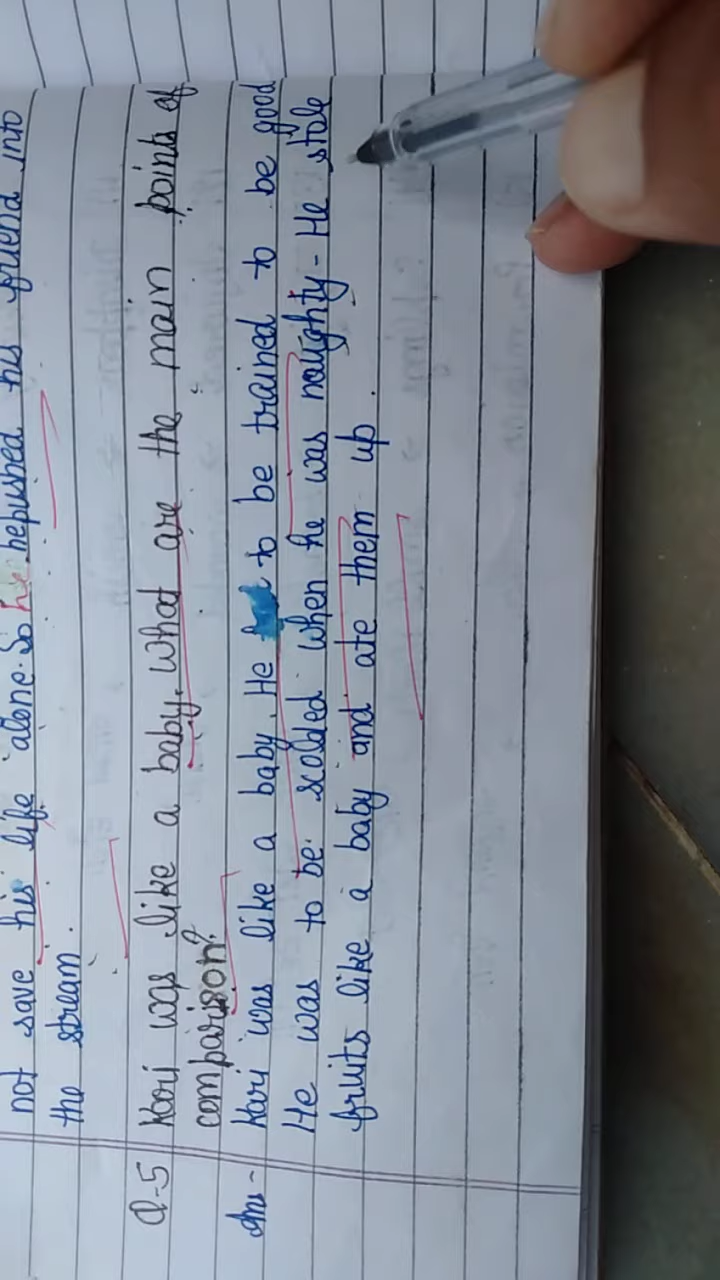 not save his life alone. So he pushed his friend into
the stream.
Q-5 Kari was like a baby. What are the main points of
comparison?
Ans- Kari was like a baby. He to be trained to be good
He was to be scolded when he was naughty- He stole
fruits like a baby and ate them up.